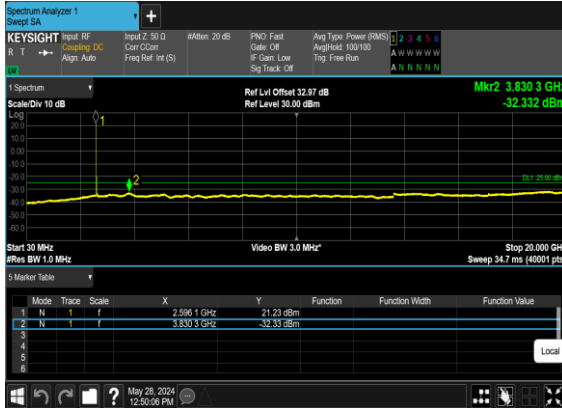 Spectrum Analyzer 1
Swept SA
+
KEYSIGHT Input: RF Input Z: 50 Ω #Atten: 20 dB PNO: Fast Avg Type: Power (RMS) 1 2 3 4 5 6
R T Coupling: DC Corr CCorr Gate: Off Avg|Hold: 100/100 A W W W W W
Align: Auto Freq Ref: Int (S) IF Gain: Low Trig: Free Run
Sig Track: Off A N N N N N
1 Spectrum Ref Lvl Offset 32.97 dB Mkr2 3.830 3 GHz
Scale/Div 10 dB Ref Level 30.00 dBm -32.332 dBm
Log
20.0
10.0
0.00
-10.0
-20.0
-30.0
-40.0
-50.0
-60.0
1
2
DL1 -25.00 dBm
Start 30 MHz Video BW 3.0 MHz* Stop 20.000 GHz
#Res BW 1.0 MHz Sweep 34.7 ms (40001 pts)
5 Marker Table
Mode Trace Scale X Y Function Function Width Function Value
1 N 1 f 2.596 1 GHz 21.23 dBm
2 N 1 f 3.830 3 GHz -32.33 dBm
3
4
5
6
Local
? May 28, 2024
12:50:06 PM